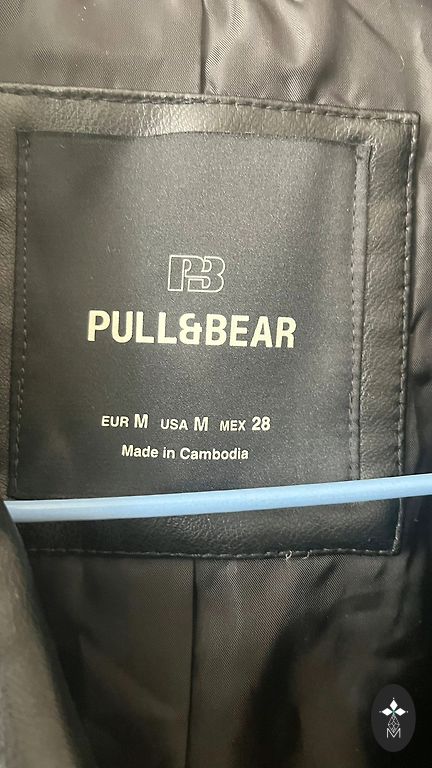 PB
PULL&BEAR
EUR M USA M MEX 28
Made in Cambodia
M